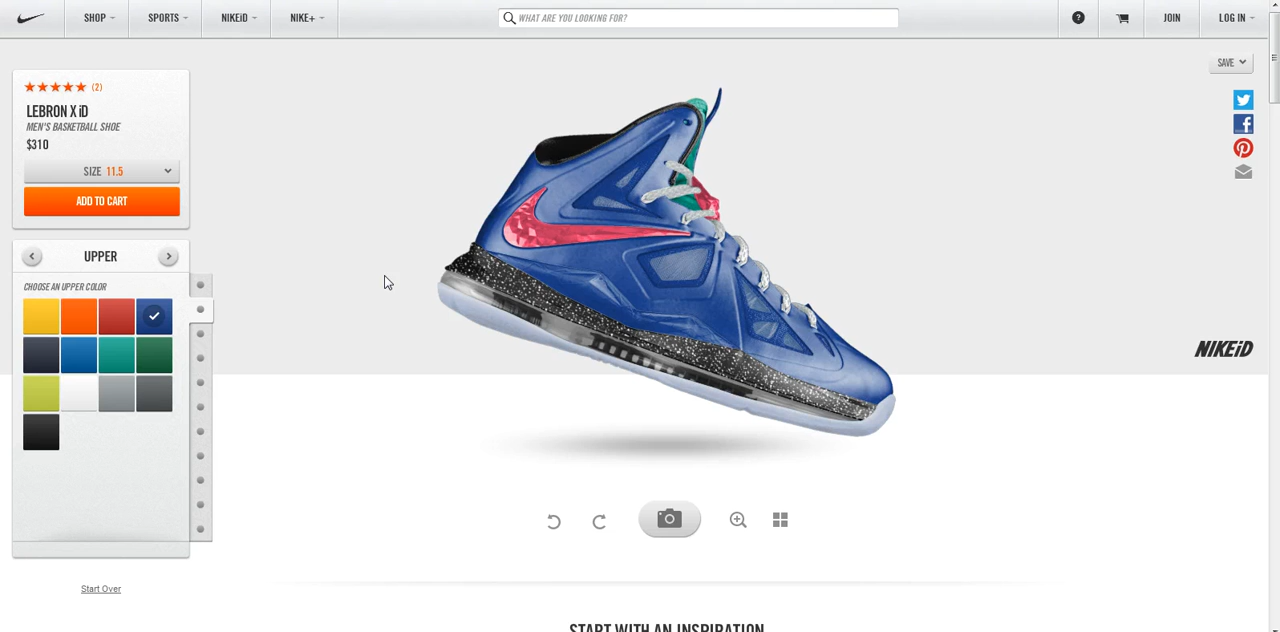 SHOP
SPORTS
NIKEiD
NIKE+
WHAT ARE YOU LOOKING FOR?
?
JOIN
LOG IN
SAVE
(2)
LEBRON X iD
MEN'S BASKETBALL SHOE
$310
SIZE 11.5
ADD TO CART
UPPER
CHOOSE AN UPPER COLOR
NIKEiD
Start Over
START WITH AN INSPIRATION